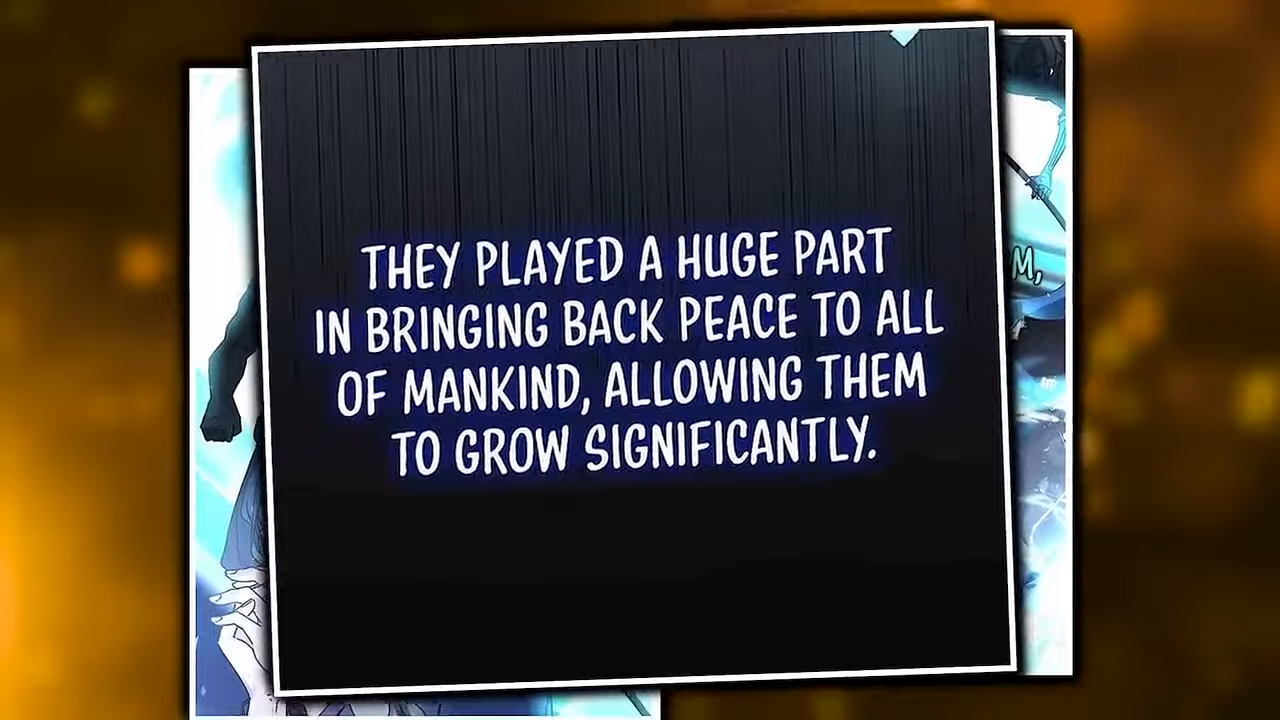 THEY PLAYED A HUGE PART
IN BRINGING BACK PEACE TO ALL
OF MANKIND, ALLOWING THEM
TO GROW SIGNIFICANTLY.
M,